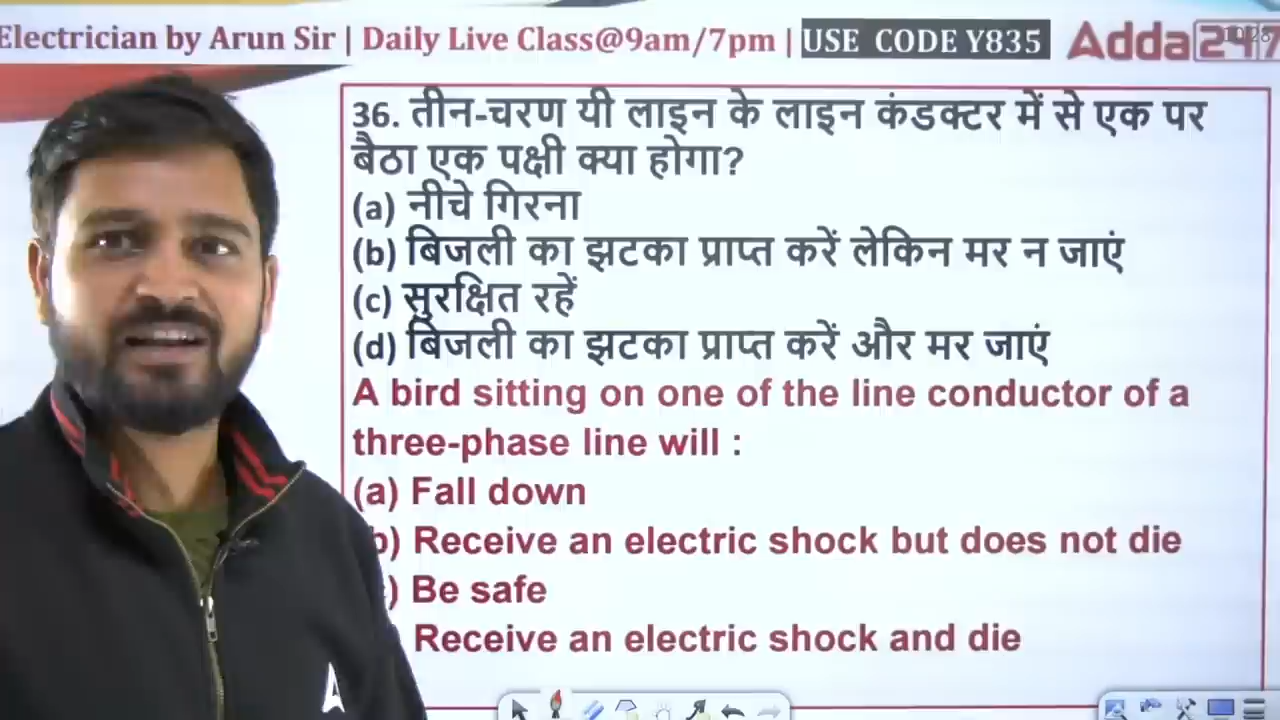 Electrician by Arun Sir | Daily Live Class@9am/7pm | USE CODE Y835 Adda247
36. तीन-चरण यी लाइन के लाइन कंडक्टर में से एक पर
बैठा एक पक्षी क्या होगा?
(a) नीचे गिरना
(b) बिजली का झटका प्राप्त करें लेकिन मर न जाएं
(c) सुरक्षित रहें
(d) बिजली का झटका प्राप्त करें और मर जाएं
A bird sitting on one of the line conductor of a
three-phase line will :
(a) Fall down
b) Receive an electric shock but does not die
) Be safe
Receive an electric shock and die